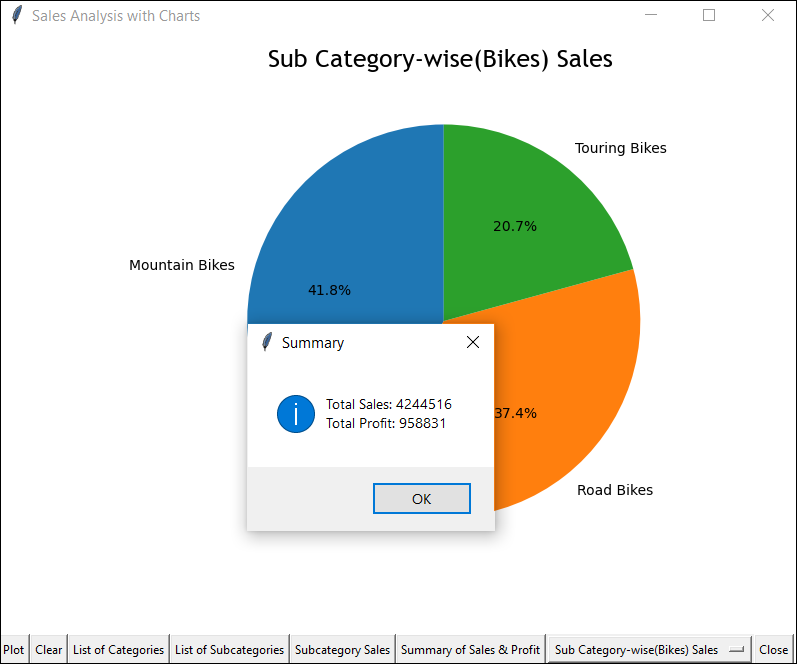 Sales Analysis with Charts
Sub Category-wise(Bikes) Sales
Touring Bikes
20.7%
Mountain Bikes
41.8%
Summary
Total Sales: 4244516
Total Profit: 958831
37.4%
Road Bikes
OK
Plot
Clear
List of Categories
List of Subcategories
Subcategory Sales
Summary of Sales & Profit
Sub Category-wise(Bikes) Sales
Close